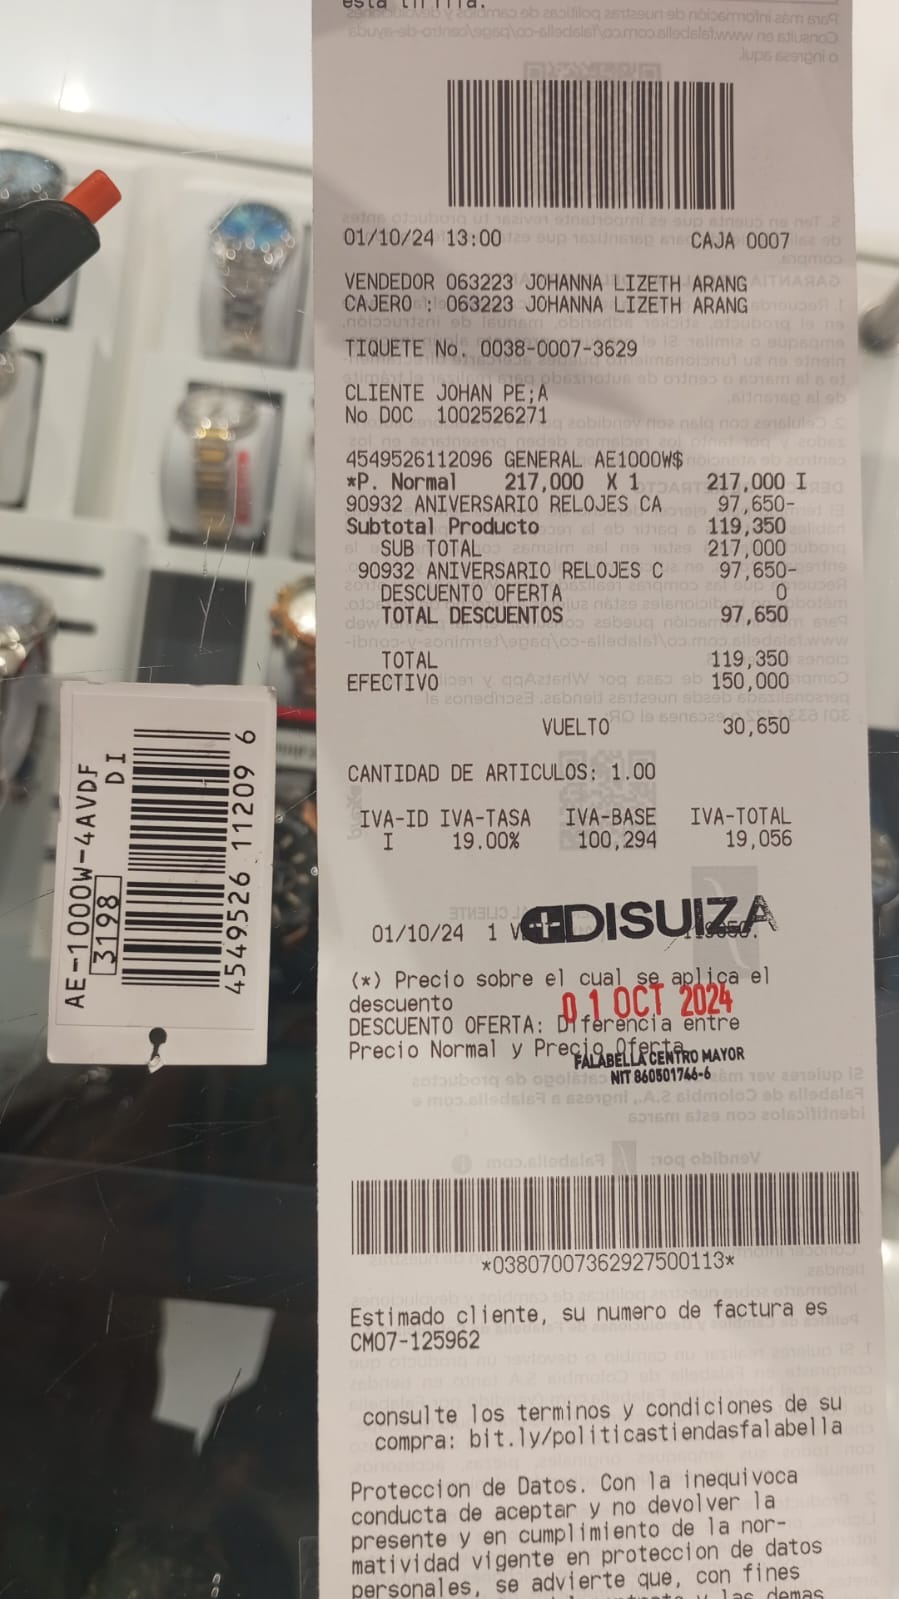 esta tirilla.
01/10/24 13:00 CAJA 0007
VENDEDOR 063223 JOHANNA LIZETH ARANG
CAJERO : 063223 JOHANNA LIZETH ARANG
TIQUETE No. 0038-0007-3629
CLIENTE JOHAN PE;A
No DOC 1002526271
4549526112096 GENERAL AE1000W$
*P. Normal 217,000 X 1 217,000 I
90932 ANIVERSARIO RELOJES CA 97,650-
Subtotal Producto 119,350
SUB TOTAL 217,000
90932 ANIVERSARIO RELOJES C 97,650-
DESCUENTO OFERTA 0
TOTAL DESCUENTOS 97,650
TOTAL 119,350
EFECTIVO 150,000
VUELTO 30,650
CANTIDAD DE ARTICULOS: 1.00
IVA-ID IVA-TASA IVA-BASE IVA-TOTAL
I 19.00% 100,294 19,056
DISUIZA
01/10/24 1
(*) Precio sobre el cual se aplica el
descuento
01 OCT 2024
DESCUENTO OFERTA: Diferencia entre
Precio Normal y Precio Oferta
FALABELLA CENTRO MAYOR
NIT 860501746-6
*03807007362927500113*
Estimado cliente, su numero de factura es
CM07-125962
consulte los terminos y condiciones de su
compra: bit.ly/politicastiendasfalabella
Proteccion de Datos. Con la inequivoca
conducta de aceptar y no devolver la
presente y en cumplimiento de la nor-
matividad vigente en proteccion de datos
personales, se advierte que, con fines
y las demas
AE-1000W-4AVDF
DI
3198
4549526 11209 6